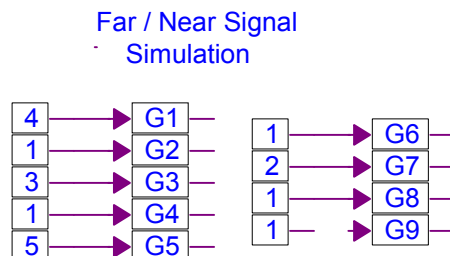 Far / Near Signal
Simulation
4 G1
1 G2
3 G3
1 G4
5 G5
1 G6
2 G7
1 G8
1 G9